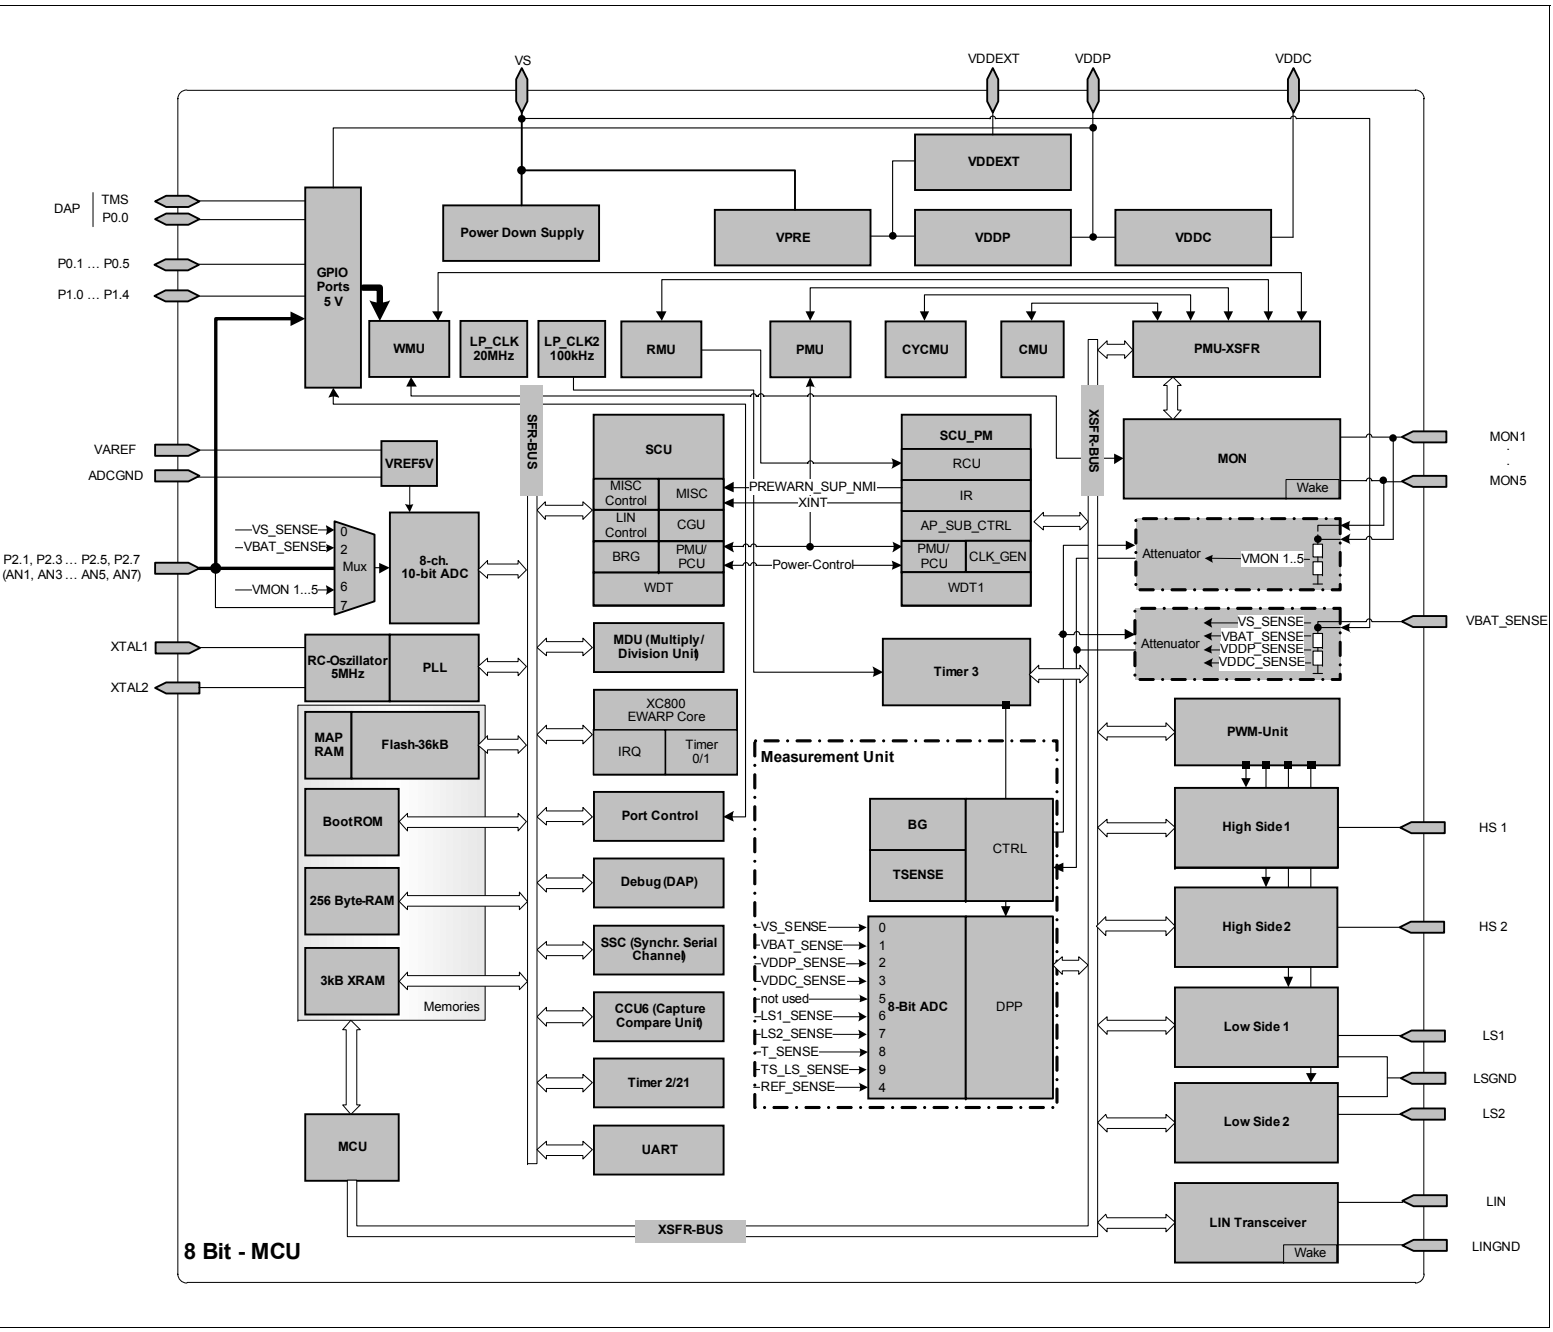 VS
VDDEXT
VDDP
VDDC
VDDEXT
DAP
TMS
P0.0
Power Down Supply
VPRE
VDDP
VDDC
P0.1 … P0.5
P1.0 … P1.4
GPIO
Ports
5 V
WMU
LP_CLK
20MHz
LP_CLK2
100kHz
RMU
PMU
CYCMU
CMU
PMU-XSFR
SFR-BUS
XSFR-BUS
VAREF
ADCGND
VREF5V
SCU
MISC
Control
MISC
LIN
Control
CGU
BRG
PMU/
PCU
WDT
PREWARN_SUP_NMI
XINT
Power-Control
SCU_PM
RCU
IR
AP_SUB_CTRL
PMU/
PCU
CLK_GEN
WDT1
MON
Wake
MON1
.
.
MON5
P2.1, P2.3 … P2.5, P2.7
(AN1, AN3 … AN5, AN7)
VS_SENSE
VBAT_SENSE
VMON 1...5
0
2
Mux
6
7
8-ch.
10-bit ADC
Attenuator
VMON 1..5
Attenuator
VS_SENSE
VBAT_SENSE
VDDP_SENSE
VDDC_SENSE
VBAT_SENSE
XTAL1
XTAL2
RC-Oszillator
5MHz
PLL
MDU (Multiply/
Division Unit)
Timer 3
MAP
RAM
Flash-36kB
BootROM
256 Byte-RAM
3kB XRAM
Memories
MCU
XC800
EWARP Core
IRQ
Timer
0/1
Port Control
Debug (DAP)
SSC (Synchr. Serial
Channel)
CCU6 (Capture
Compare Unit)
Timer 2/21
UART
Measurement Unit
BG
TSENSE
CTRL
VS_SENSE 0
VBAT_SENSE 1
VDDP_SENSE 2
VDDC_SENSE 3
not used 5
LS1_SENSE 6
LS2_SENSE 7
T_SENSE 8
TS_LS_SENSE 9
REF_SENSE 4
8-Bit ADC
DPP
PWM-Unit
High Side 1
HS 1
High Side 2
HS 2
Low Side 1
LS1
LSGND
Low Side 2
LS2
LIN Transceiver
Wake
LIN
LINGND
XSFR-BUS
8 Bit - MCU